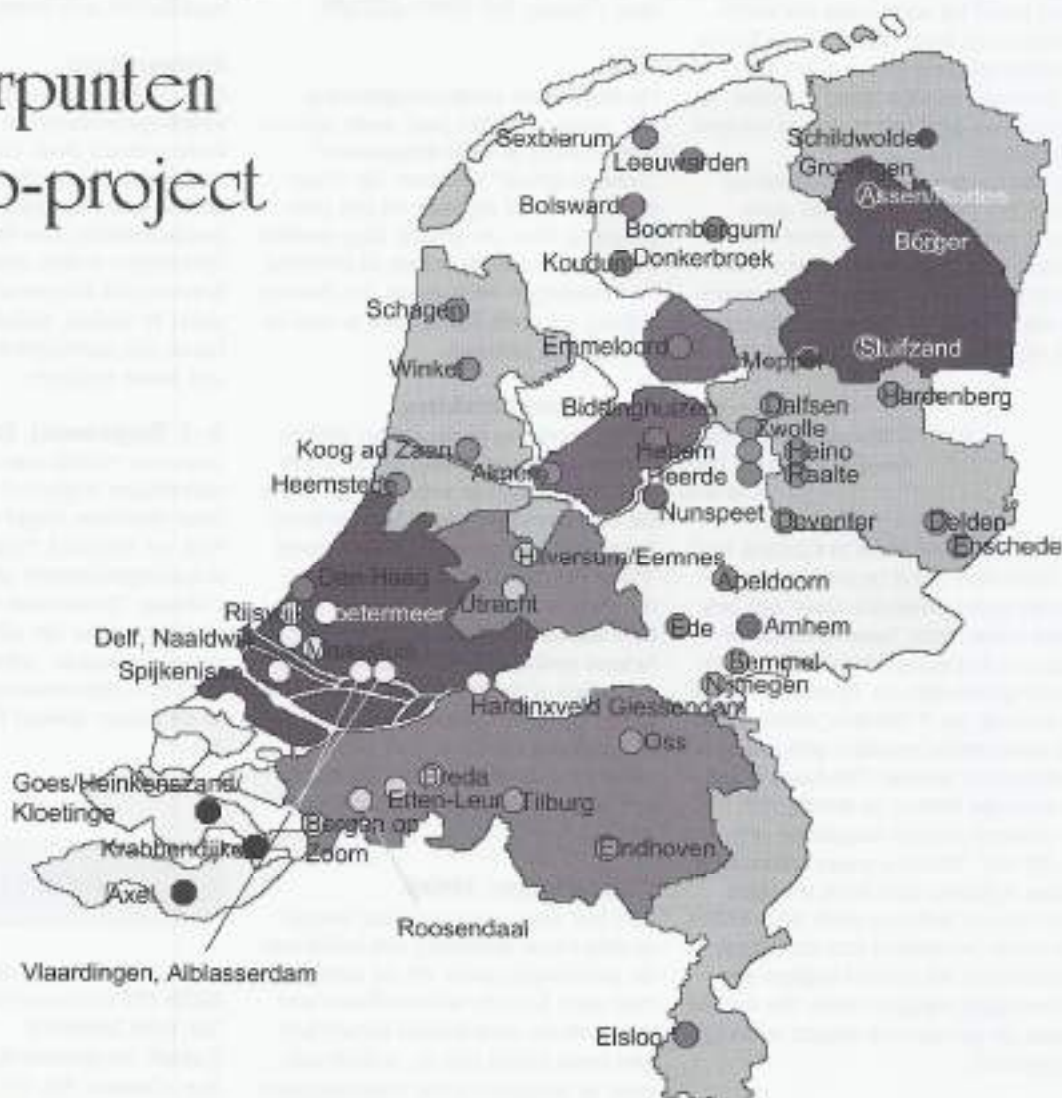 rpunten
o-project
Sexbierum
Leeuwarden
Schildwolde
Groningen
Bolsward
Boornbergum/
Donkerbroek
Borger
Koudum
Schagen
Emmeloord
Meppel
Stuifzand
Winkel
Hardenberg
Biddinghuizen
Dalfsen
Zwolle
Koog ad Zaan
Hattem
Heino
Almere
Heerde
Raalte
Heemstede
Nunspeet
Deventer
Delden
Enschede
Hilversum/Eemnes
Apeldoorn
Den Haag
Utracht
Rijswijk
Zoetermeer
Ede
Arnhem
Delf, Naaldwijk
Maassluis
Spijkenisse
Bemmel
Nijmegen
Hardinxveld Giessendam
Oss
Goes/Heinkenszand/
Kloetinge
Breda
Etten-Leur
Tilburg
Bergen op
Zoom
Krabbendijke
Eindhoven
Axel
Roosendaal
Vlaardingen, Alblasserdam
Elsloo